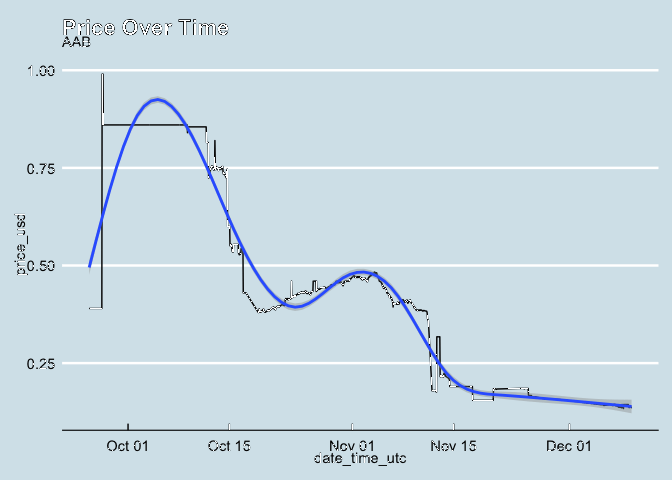 Price Over Time
AAB
1.00
0.75
0.50
0.25
price_usd
Oct 01 Oct 15 Nov 01 Nov 15 Dec 01
date_time_utc